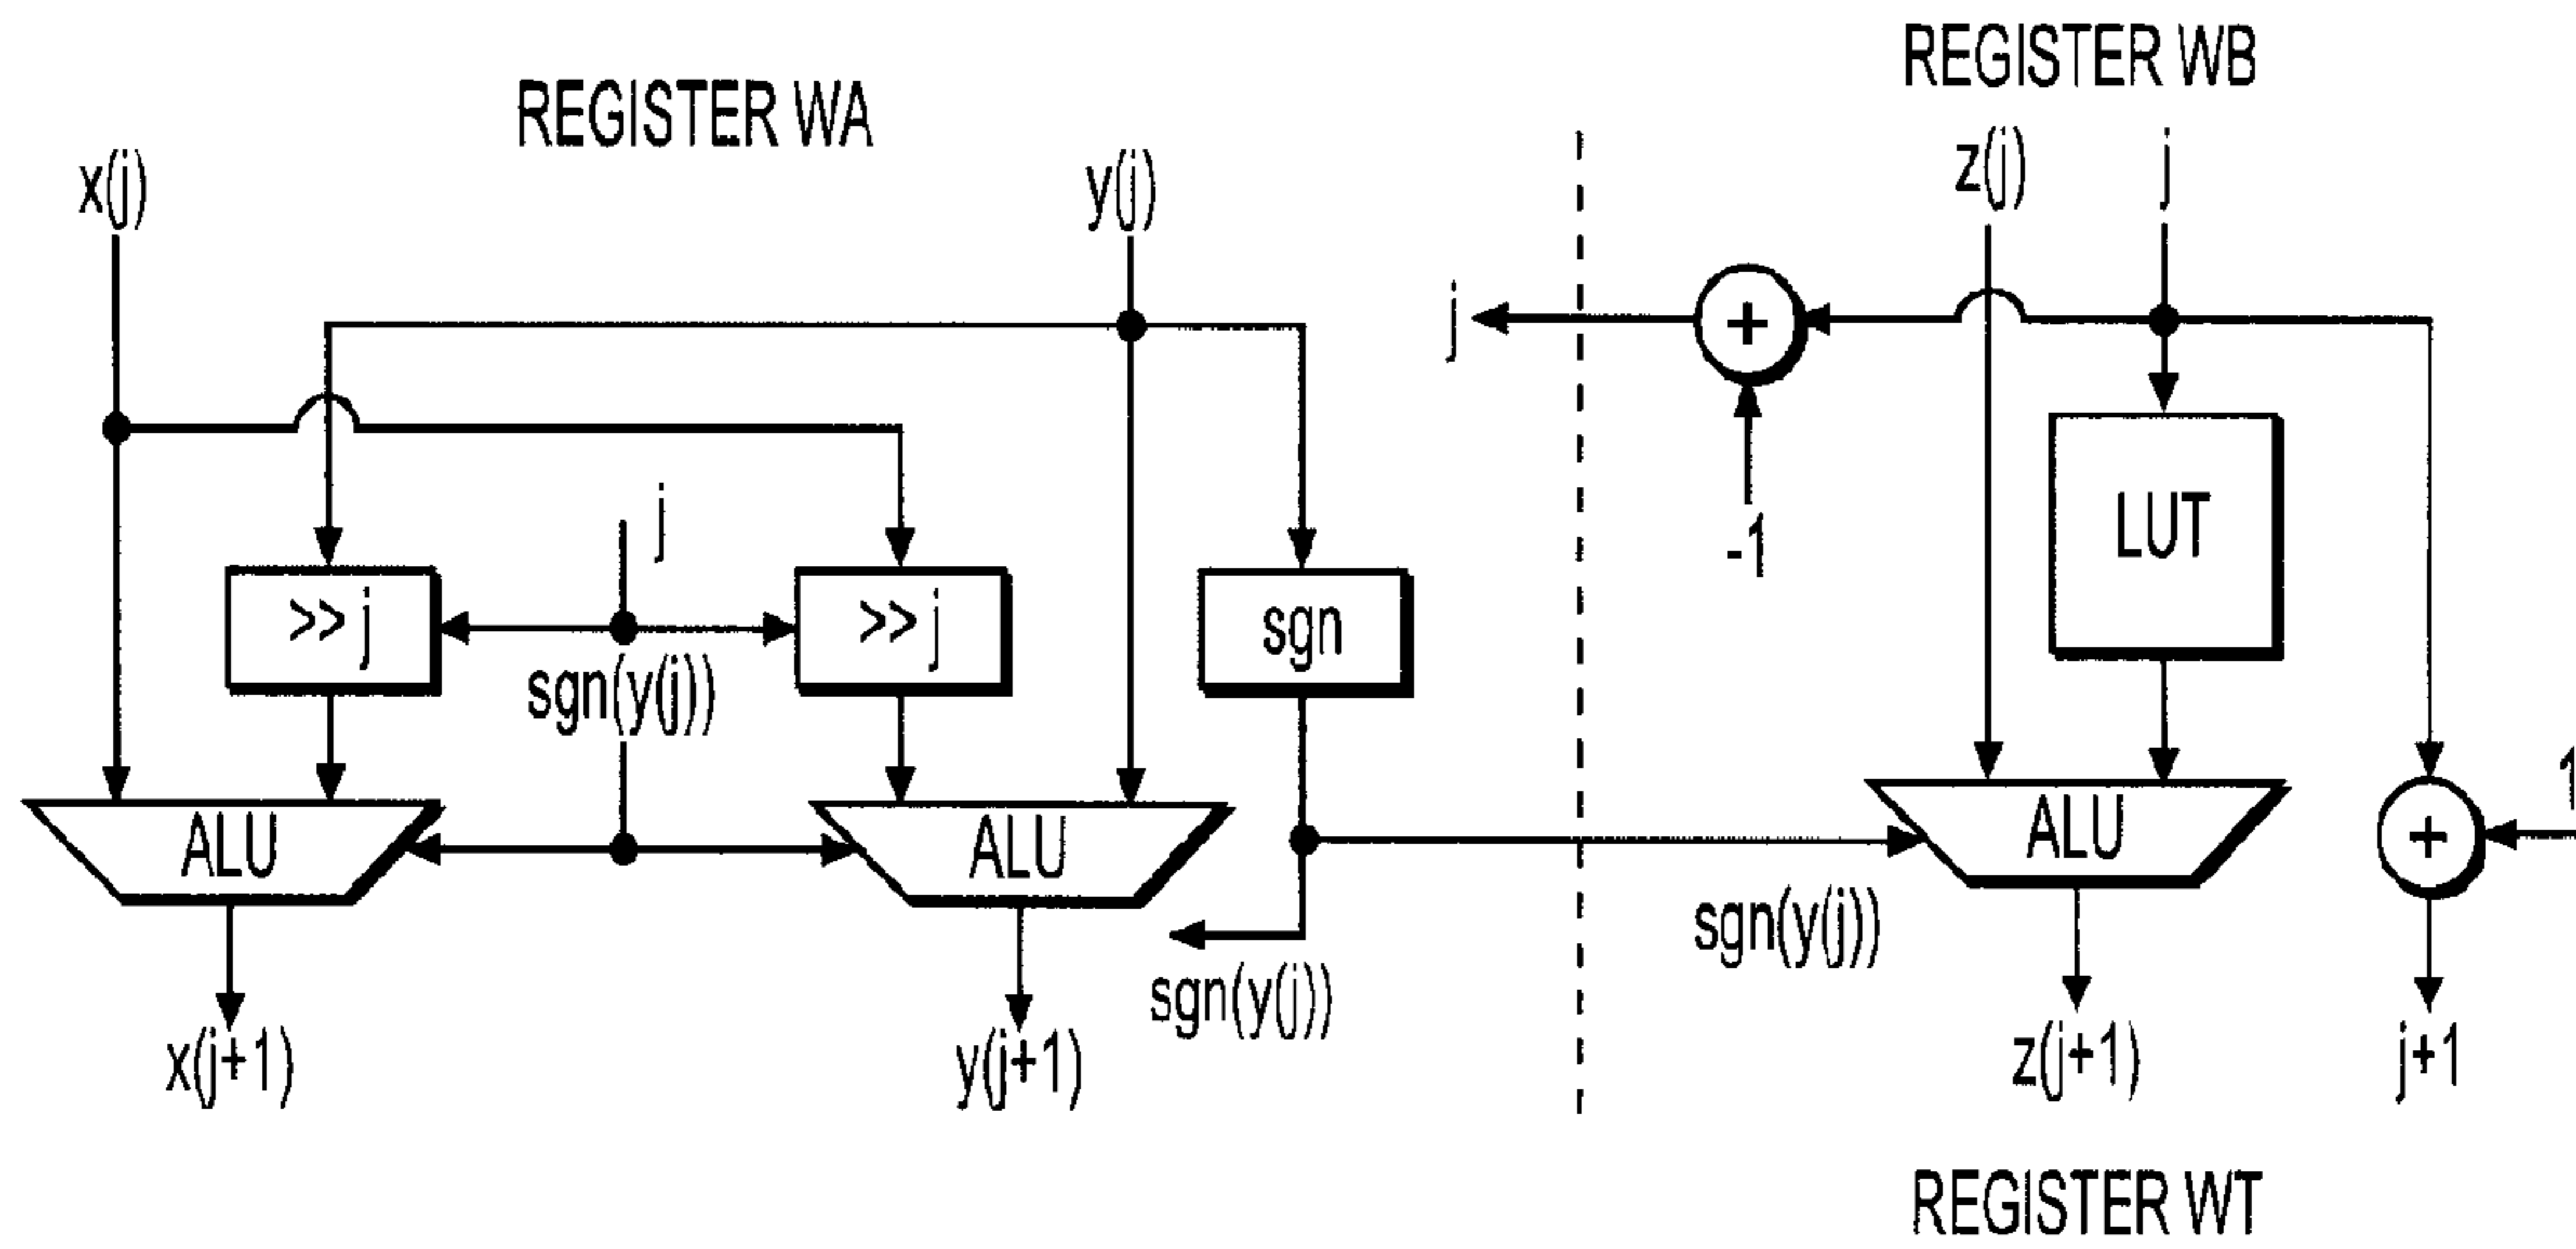 REGISTER WB
REGISTER WA
x(j)
y(j)
z(j)
j
j
j
-1
LUT
>> j
>> j
sgn
sgn(y(j))
1
ALU
ALU
ALU
sgn(y(j))
sgn(y(j))
x(j+1)
y(j+1)
z(j+1)
j+1
+
+
REGISTER WT